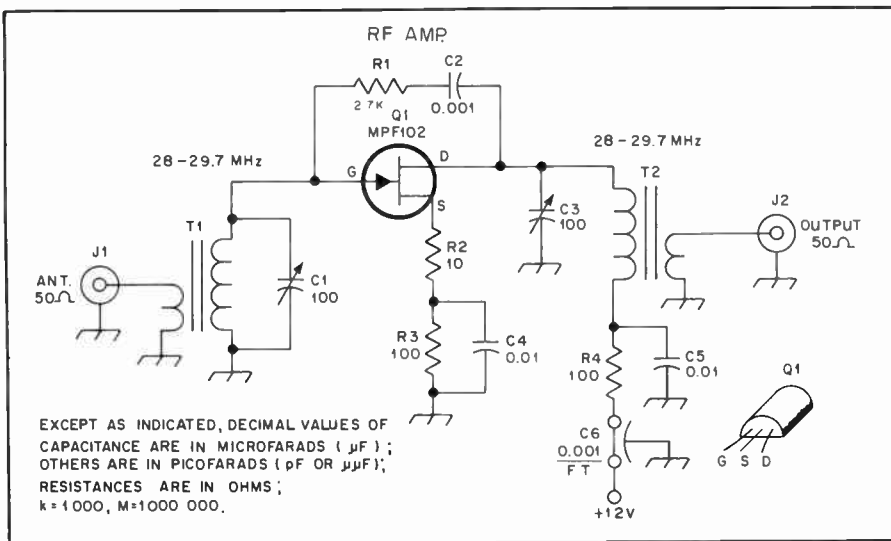 RF AMP.
R1
2.7K
C2
0.001
Q1
MPF102
G
D
S
28-29.7 MHz
T1
J1
ANT.
50Ω
C1
100
R2
10
R3
100
C4
0.01
C3
100
28-29.7 MHz
T2
J2
OUTPUT
50Ω
R4
100
C5
0.01
C6
0.001
FT
+12V
Q1
G S D
EXCEPT AS INDICATED, DECIMAL VALUES OF
CAPACITANCE ARE IN MICROFARADS ( µF ) ;
OTHERS ARE IN PICOFARADS ( pF OR µµF);
RESISTANCES ARE IN OHMS ;
k=1000, M=1000 000.